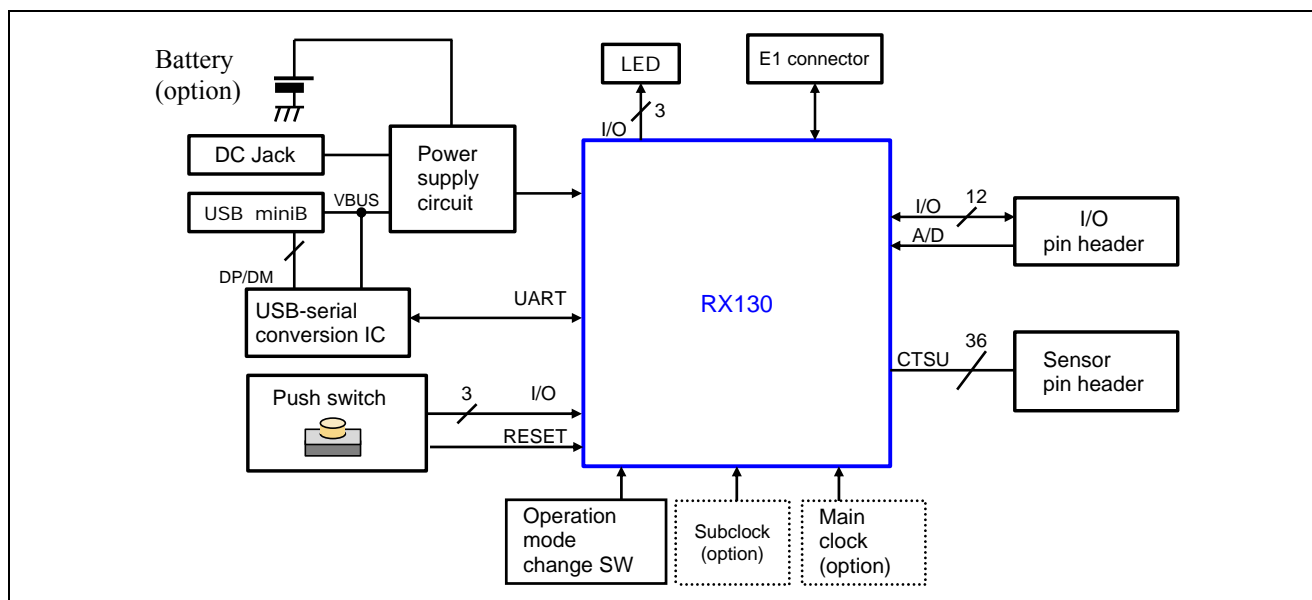 Battery
(option)
LED
E1 connector
3
I/O
DC Jack
Power
supply
circuit
USB miniB
VBUS
DP/DM
USB-serial
conversion IC
UART
RX130
I/O
12
A/D
I/O
pin header
CTSU
36
Sensor
pin header
Push switch
3
I/O
RESET
Operation
mode
change SW
Subclock
(option)
Main
clock
(option)